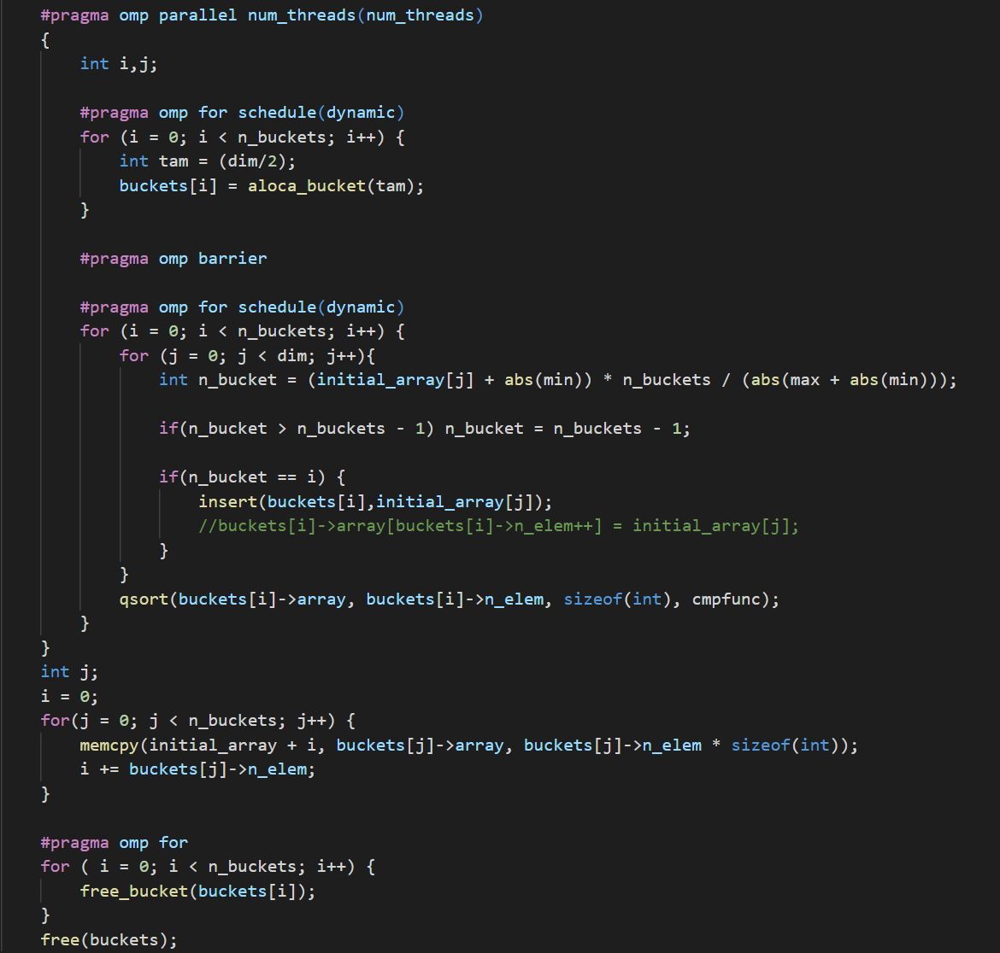 #pragma omp parallel num_threads(num_threads)
{
    int i,j;

    #pragma omp for schedule(dynamic)
    for (i = 0; i < n_buckets; i++) {
        int tam = (dim/2);
        buckets[i] = aloca_bucket(tam);
    }

    #pragma omp barrier

    #pragma omp for schedule(dynamic)
    for (i = 0; i < n_buckets; i++) {
        for (j = 0; j < dim; j++){
            int n_bucket = (initial_array[j] + abs(min)) * n_buckets / (abs(max + abs(min)));

            if(n_bucket > n_buckets - 1) n_bucket = n_buckets - 1;

            if(n_bucket == i) {
                insert(buckets[i],initial_array[j]);
                //buckets[i]->array[buckets[i]->n_elem++] = initial_array[j];
            }
        }
        qsort(buckets[i]->array, buckets[i]->n_elem, sizeof(int), cmpfunc);
    }
}
int j;
i = 0;
for(j = 0; j < n_buckets; j++) {
    memcpy(initial_array + i, buckets[j]->array, buckets[j]->n_elem * sizeof(int));
    i += buckets[j]->n_elem;
}

#pragma omp for
for ( i = 0; i < n_buckets; i++) {
    free_bucket(buckets[i]);
}
free(buckets);